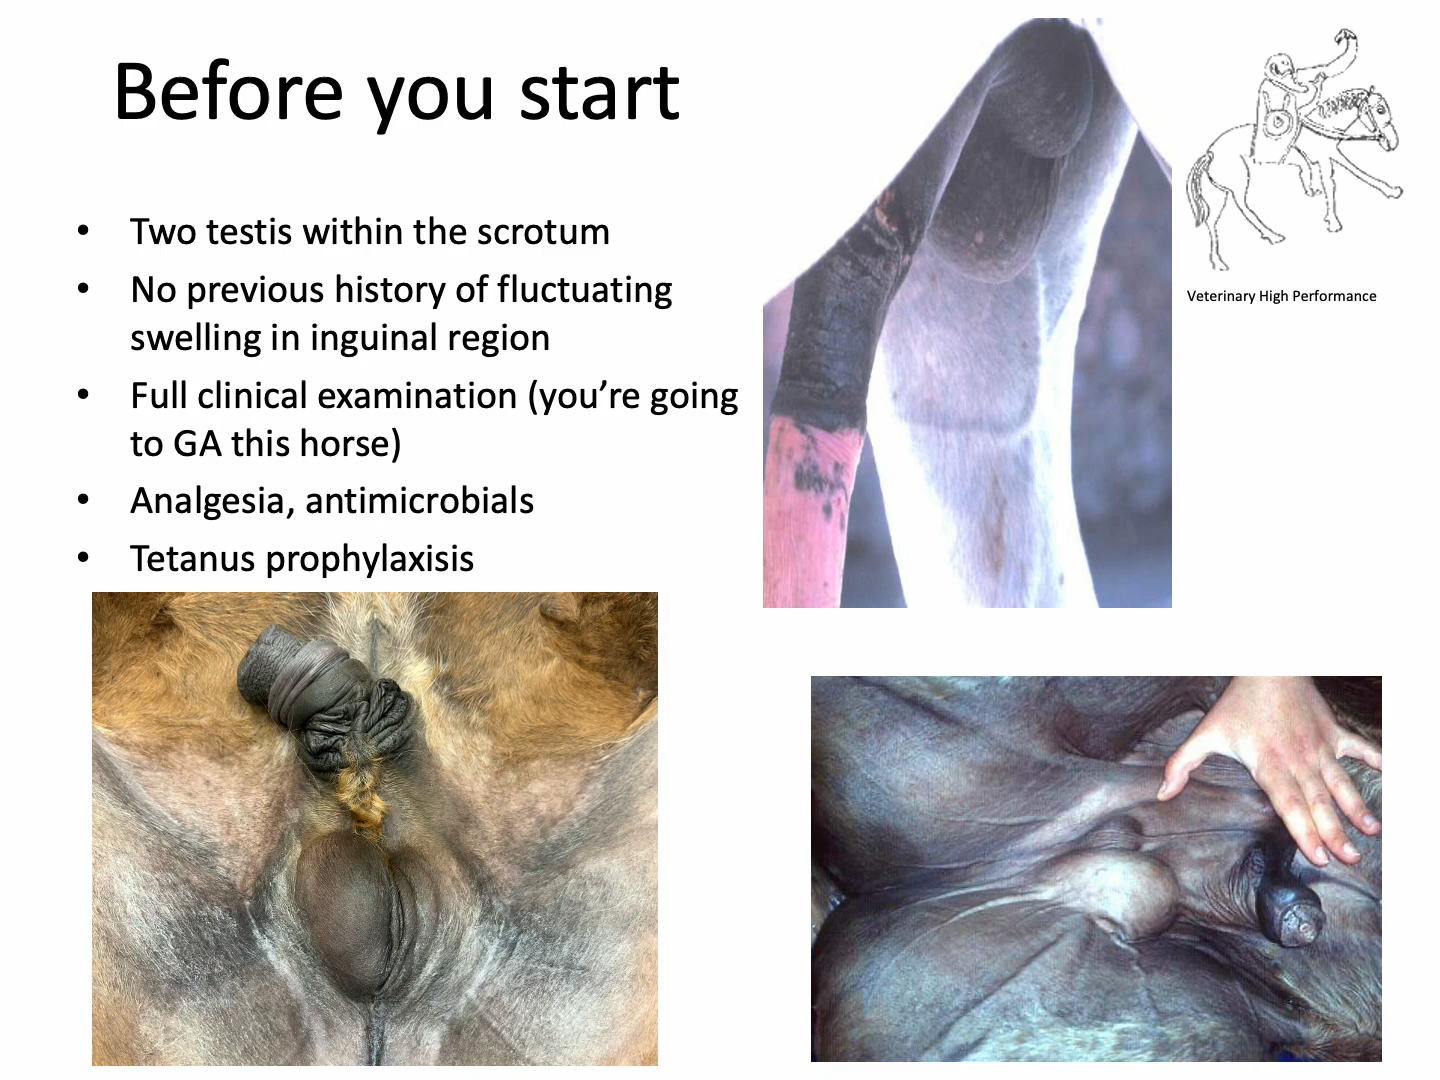 Before you start
• Two testis within the scrotum
• No previous history of fluctuating
swelling in inguinal region
• Full clinical examination (you’re going
to GA this horse)
• Analgesia, antimicrobials
• Tetanus prophylaxisis
Veterinary High Performance